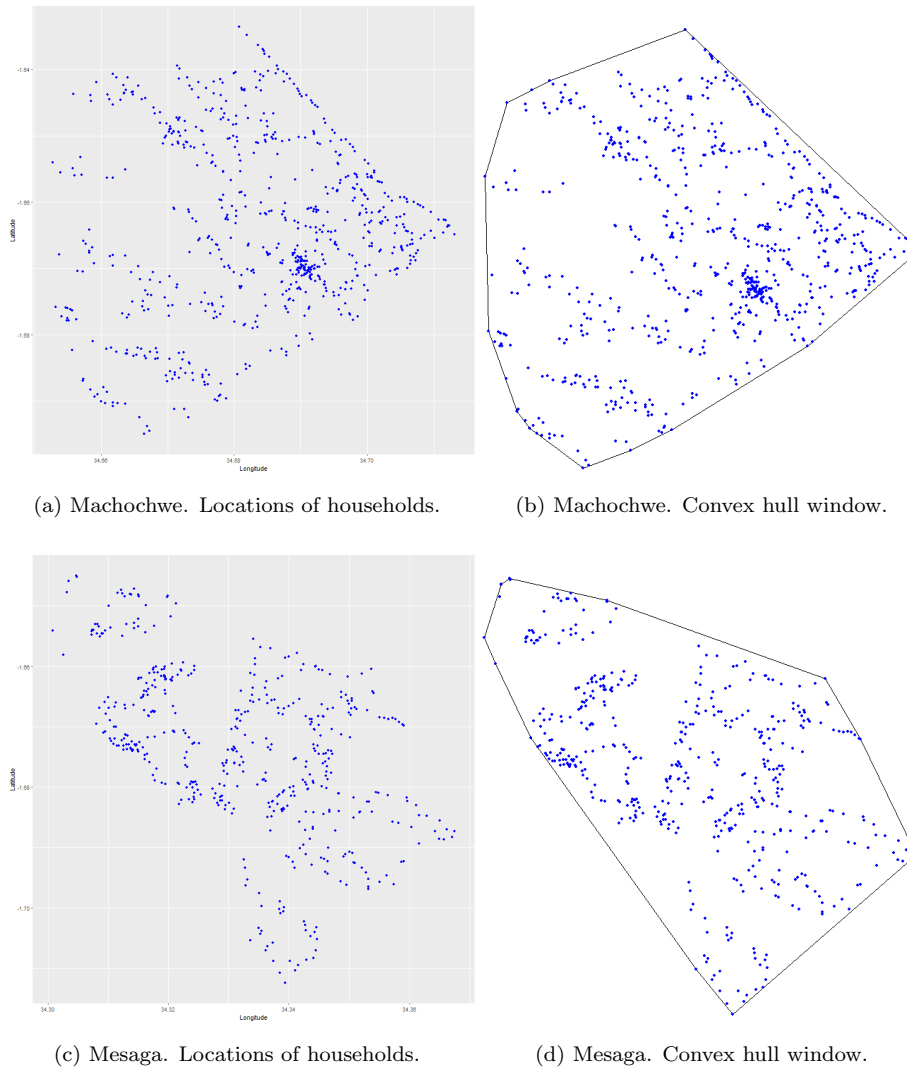 -1.64
-1.66
-1.68
Latitude
34.66
34.68
34.70
Longitude
(a) Machochwe. Locations of households.
(b) Machochwe. Convex hull window.
-1.66
-1.68
-1.70
Latitude
34.30
34.32
34.34
34.36
Longitude
(c) Mesaga. Locations of households.
(d) Mesaga. Convex hull window.